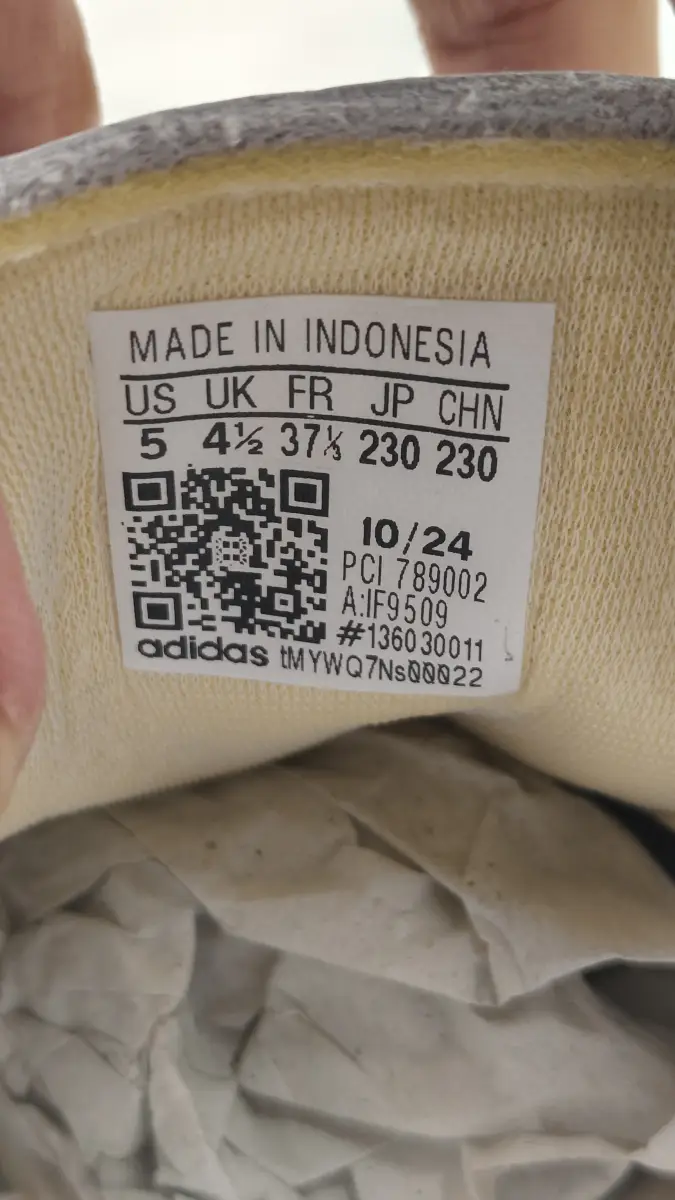 MADE IN INDONESIA
US UK FR JP CHN
5 4½ 37⅓ 230 230
10/24
PCI 789002
A:IF9509
#136030011
adidas tMYWQ7Ns00022